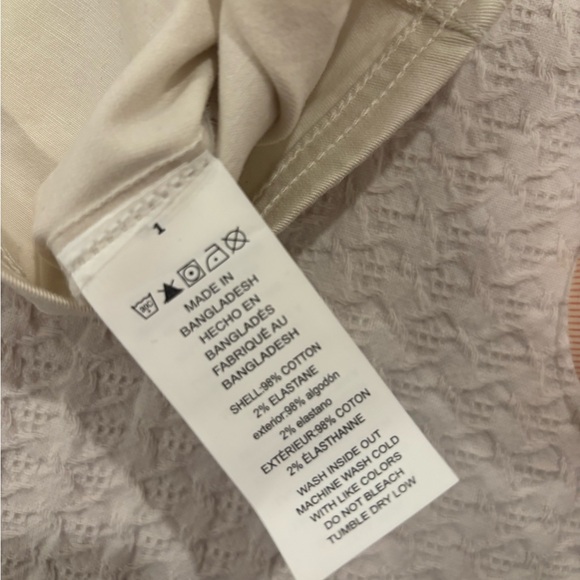 1
MADE IN
BANGLADESH
HECHO EN
BANGLADÉS
FABRIQUÉ AU
BANGLADESH
SHELL:98% COTTON
2% ELASTANE
exterior:98% algodón
2% elastano
EXTÉRIEUR:98% COTON
2% ÉLASTHANNE
WASH INSIDE OUT
MACHINE WASH COLD
WITH LIKE COLORS
DO NOT BLEACH
TUMBLE DRY LOW